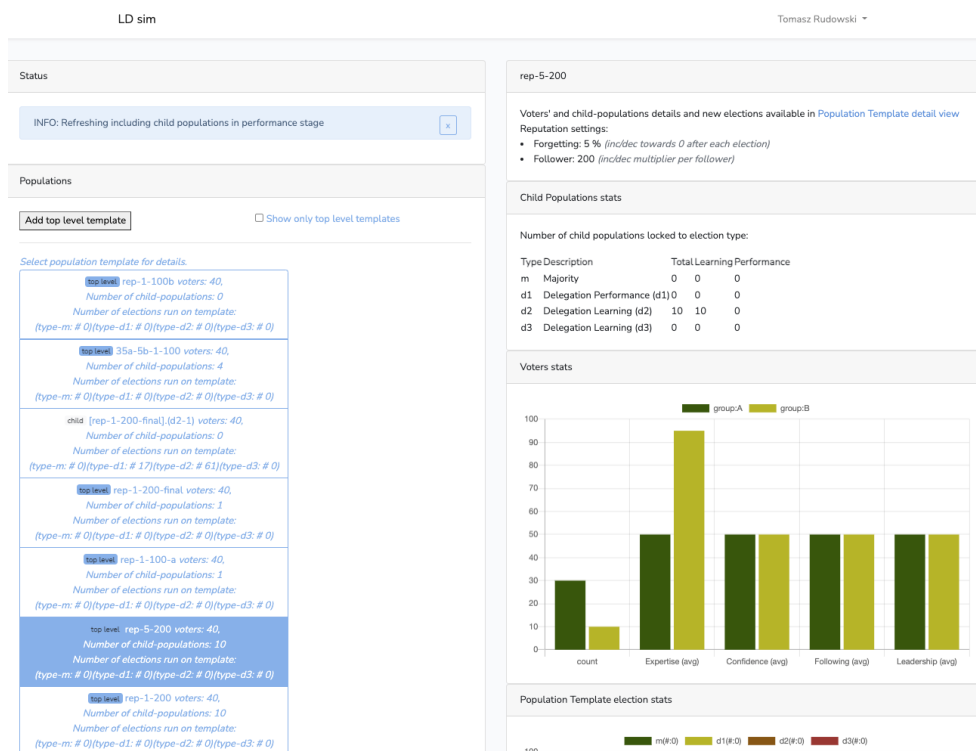 LD sim
Tomasz Rudowski
Status
INFO: Refreshing including child populations in performance stage
x
Populations
Add top level template
Show only top level templates
Select population template for details.
top level rep-1-100b voters: 40,
Number of child-populations: 0
Number of elections run on template:
(type-m: # 0)(type-d1: # 0)(type-d2: # 0)(type-d3: # 0)
top level 35a-5b-1-100 voters: 40,
Number of child-populations: 4
Number of elections run on template:
(type-m: # 0)(type-d1: # 0)(type-d2: # 0)(type-d3: # 0)
child [rep-1-200-final].(d2-1) voters: 40,
Number of child-populations: 0
Number of elections run on template:
(type-m: # 0)(type-d1: # 17)(type-d2: # 61)(type-d3: # 0)
top level rep-1-200-final voters: 40,
Number of child-populations: 1
Number of elections run on template:
(type-m: # 0)(type-d1: # 0)(type-d2: # 0)(type-d3: # 0)
top level rep-1-100-a voters: 40,
Number of child-populations: 1
Number of elections run on template:
(type-m: # 0)(type-d1: # 0)(type-d2: # 0)(type-d3: # 0)
top level rep-5-200 voters: 40,
Number of child-populations: 10
Number of elections run on template:
(type-m: # 0)(type-d1: # 0)(type-d2: # 0)(type-d3: # 0)
top level rep-1-200 voters: 40,
Number of child-populations: 10
Number of elections run on template:
(type-m: # 0)(type-d1: # 0)(type-d2: # 0)(type-d3: # 0)
rep-5-200
Voters' and child-populations details and new elections available in Population Template detail view
Reputation settings:
• Forgetting: 5 % (inc/dec towards 0 after each election)
• Follower: 200 (inc/dec multiplier per follower)
Child Populations stats
Number of child populations locked to election type:
Type Description Total Learning Performance
m Majority 0 0 0
d1 Delegation Performance (d1) 0 0 0
d2 Delegation Learning (d2) 10 10 0
d3 Delegation Learning (d3) 0 0 0
Voters stats
group:A group:B
100
90
80
70
60
50
40
30
20
10
0
count Expertise (avg) Confidence (avg) Following (avg) Leadership (avg)
Population Template election stats
m(#:0) d1(#:0) d2(#:0) d3(#:0)
100